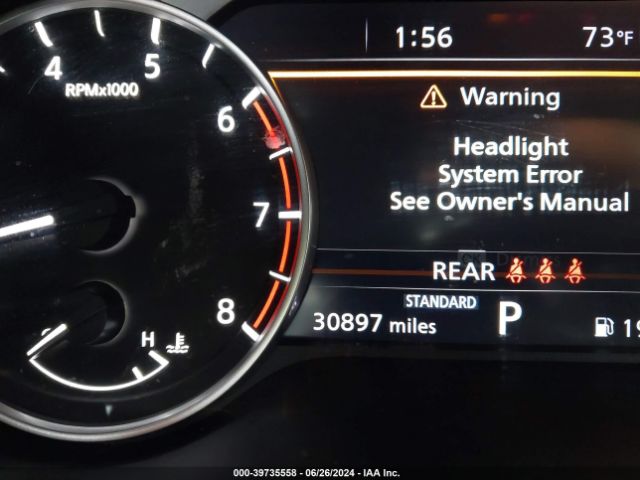 1:56 73°F
4 5 6 7 8
RPMx1000
Warning
Headlight
System Error
See Owner's Manual
REAR
STANDARD
30897 miles P
H E
000-39735558 - 06/26/2024 - IAA Inc.